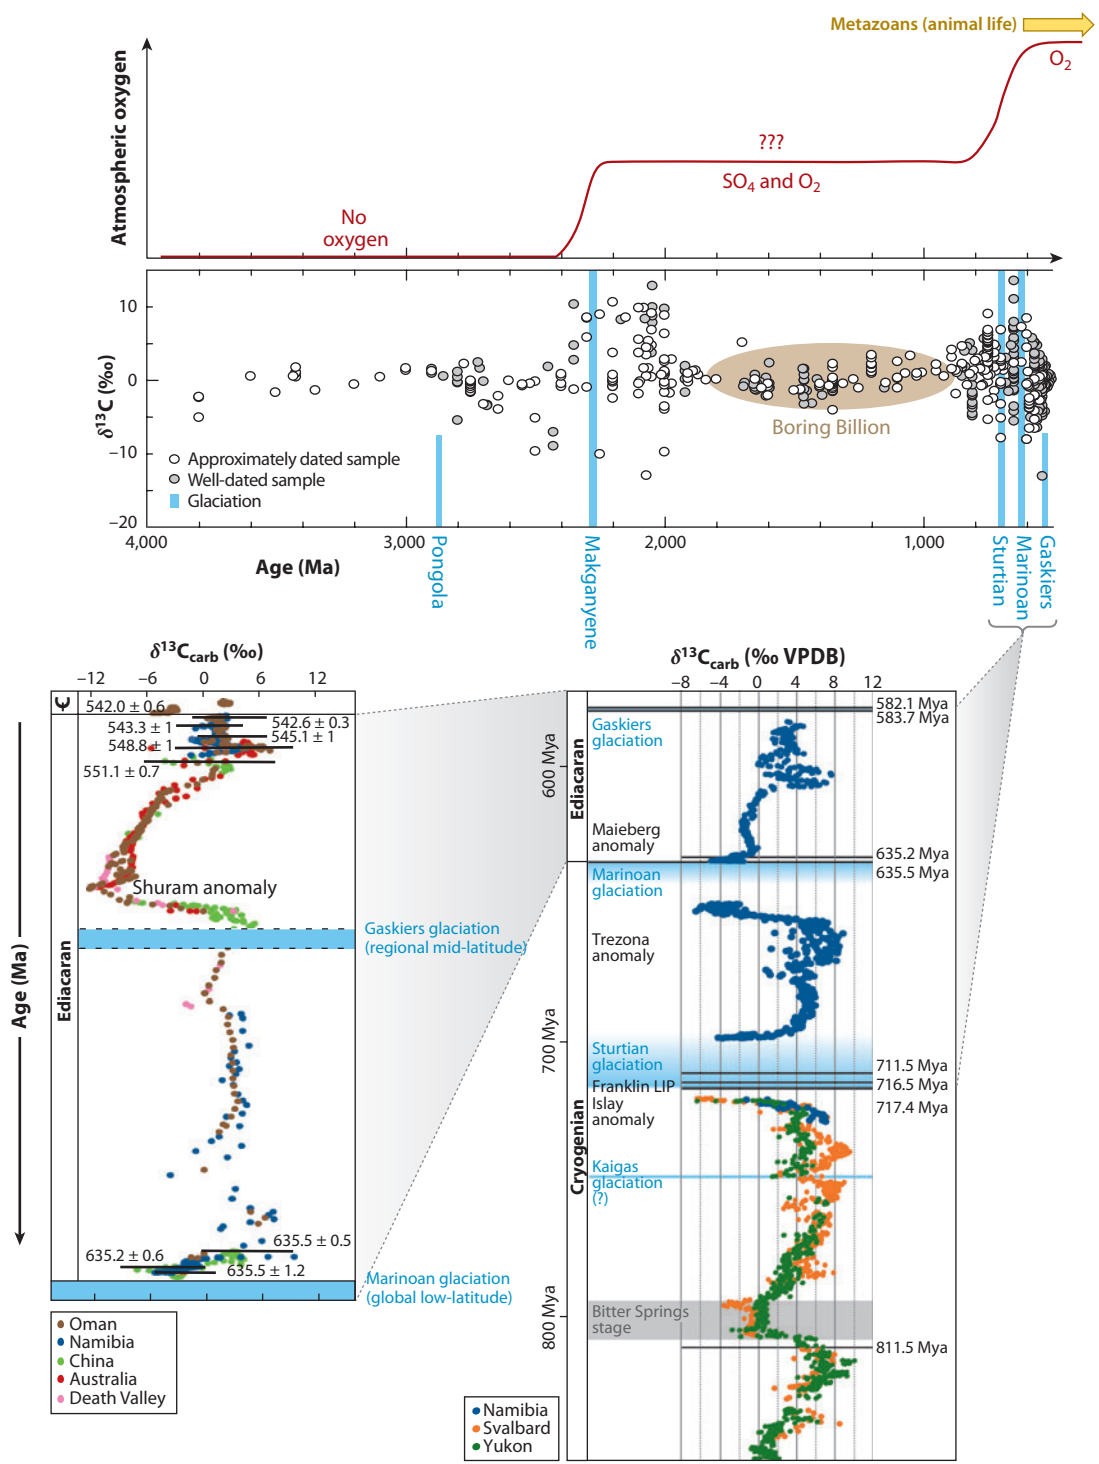 Metazoans (animal life)
O2
Atmospheric oxygen
???
SO4 and O2
No
oxygen
10
0
−10
−20
δ13C (‰)
Boring Billion
Approximately dated sample
Well-dated sample
Glaciation
4,000
3,000
2,000
1,000
Age (Ma)
Pongola
Makganyene
Sturtian
Marinoan
Gaskiers
δ13Ccarb (‰)
−12
−6
0
6
12
Є
542.0 ± 0.6
542.6 ± 0.3
543.3 ± 1
545.1 ± 1
548.8 ± 1
551.1 ± 0.7
Shuram anomaly
Gaskiers glaciation
(regional mid-latitude)
Age (Ma)
Ediacaran
635.5 ± 0.5
635.2 ± 0.6
635.5 ± 1.2
Marinoan glaciation
(global low-latitude)
Oman
Namibia
China
Australia
Death Valley
δ13Ccarb (‰ VPDB)
−8
−4
0
4
8
12
582.1 Mya
583.7 Mya
Gaskiers
glaciation
600 Mya
Ediacaran
Maieberg
anomaly
635.2 Mya
635.5 Mya
Marinoan
glaciation
Trezona
anomaly
700 Mya
Sturtian
glaciation
711.5 Mya
Franklin LIP
716.5 Mya
Islay
anomaly
717.4 Mya
Cryogenian
Kaigas
glaciation
(?)
Bitter Springs
stage
800 Mya
811.5 Mya
Namibia
Svalbard
Yukon